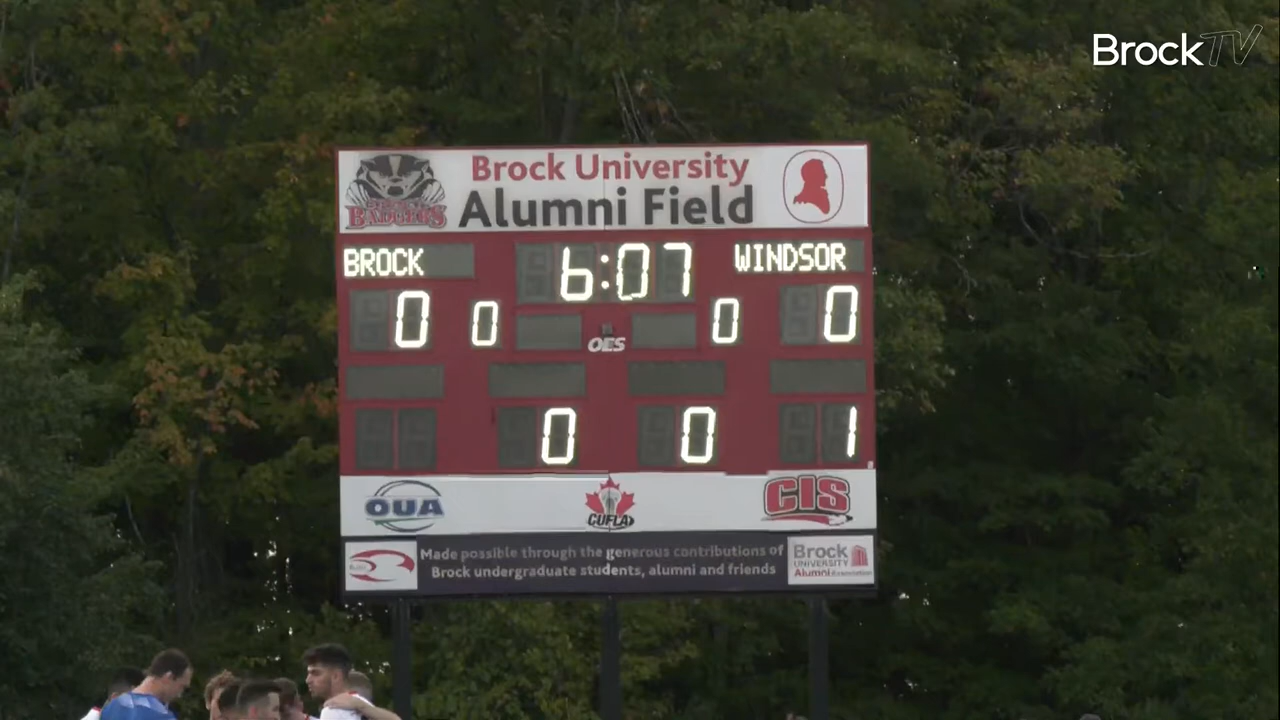 BrockTV
Brock University
Alumni Field
BADGERS
BROCK 6:07 WINDSOR
0 0 0 0
OES
0 0 1
OUA CUFLA CIS
Made possible through the generous contributions of
Brock undergraduate students, alumni and friends
Brock
UNIVERSITY
Alumni Association